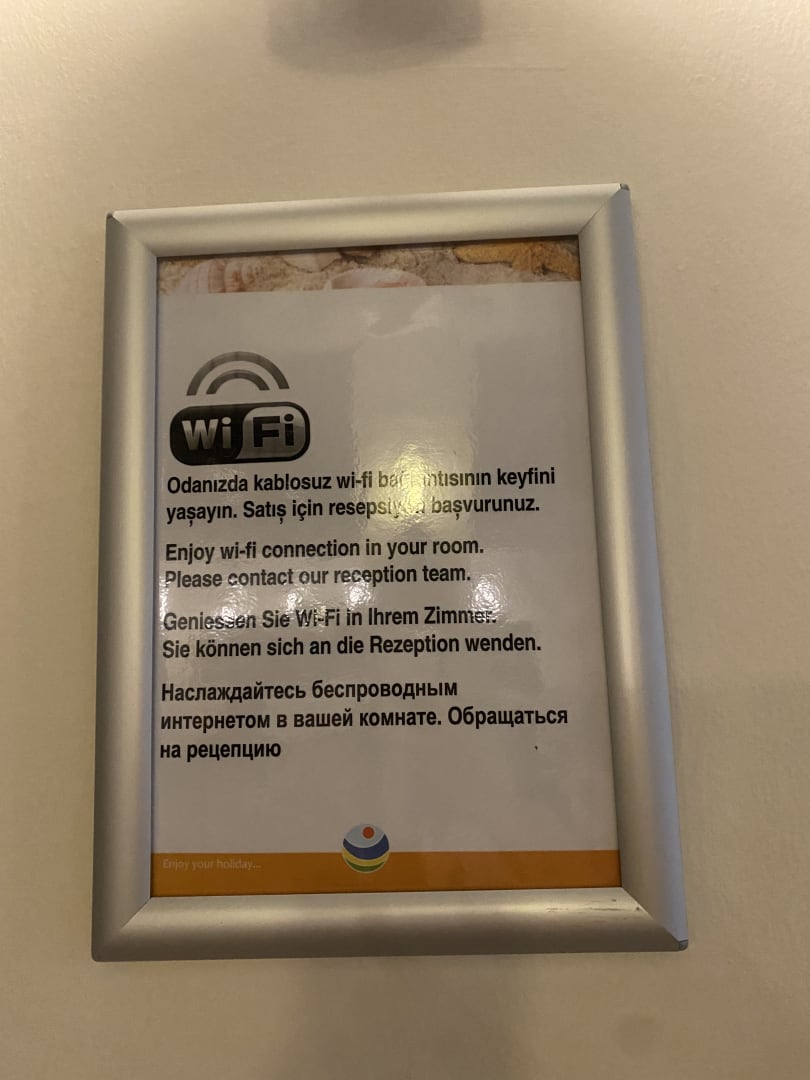 Wi Fi
Odanızda kablosuz wi-fi keyfini
yaşayın. Satış için başvurunuz.
Enjoy wi-fi connection in your room.
Please contact our reception team.
Geniessen Sie Wi-Fi in Ihrem Zimmer.
Sie können sich an die Rezeption wenden.
Наслаждайтесь беспроводным
интернетом в вашей комнате. Обращаться
на рецепцию
Enjoy your holiday...